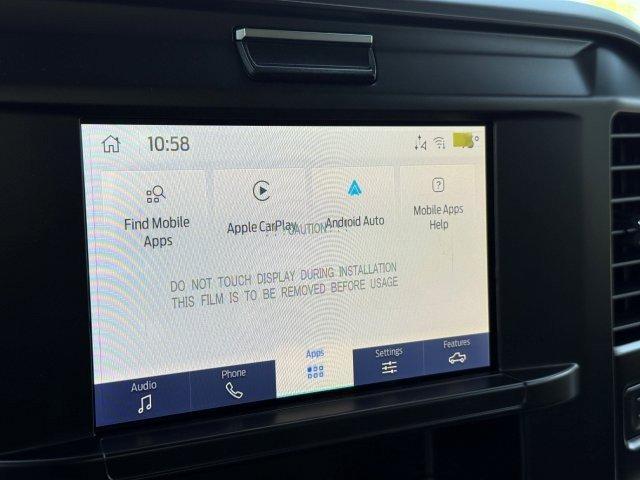 10:58
4
Find Mobile
Apps
Apple CarPlay
Android Auto
Mobile Apps
Help
?
CAUTION
DO NOT TOUCH DISPLAY DURING INSTALLATION
THIS FILM IS TO BE REMOVED BEFORE USAGE
Audio
Phone
Apps
Settings
Features